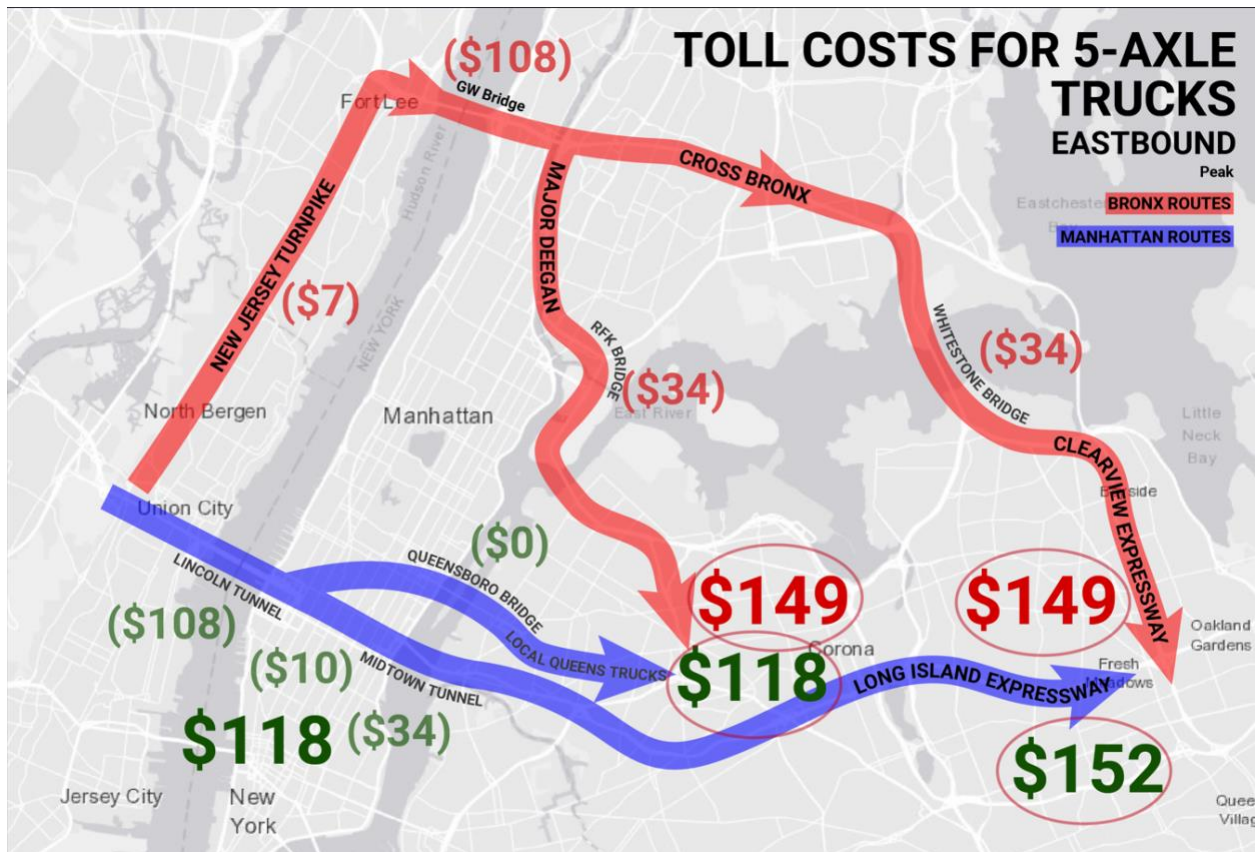 TOLL COSTS FOR 5-AXLE
TRUCKS
EASTBOUND
Peak
BRONX ROUTES
MANHATTAN ROUTES
Eastchester
($108)
GW Bridge
Fort Lee
Hudson River
CROSS BRONX
MAJOR DEEGAN
NEW JERSEY TURNPIKE
($7)
NEW YORK
RFK BRIDGE
($34)
East River
WHITESTONE BRIDGE
($34)
North Bergen
Manhattan
Little
Neck
Bay
CLEARVIEW EXPRESSWAY
Union City
LINCOLN TUNNEL
($108)
QUEENSBORO BRIDGE
($0)
LOCAL QUEENS TRUCKS
MIDTOWN TUNNEL
($10)
($34)
$118
$149
$118
Corona
$149
LONG ISLAND EXPRESSWAY
Fresh
Oakland
Gardens
$152
Jersey City
New
York